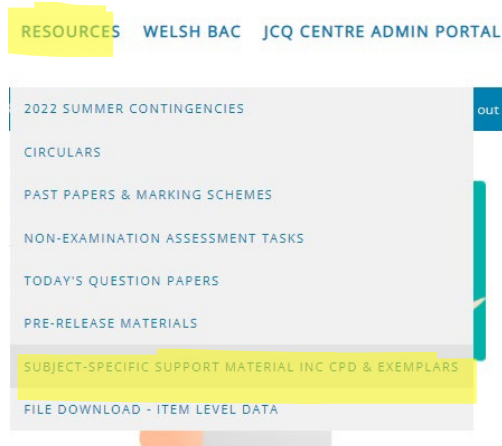 RESOURCES WELSH BAC JCQ CENTRE ADMIN PORTAL
2022 SUMMER CONTINGENCIES
out
CIRCULARS
PAST PAPERS & MARKING SCHEMES
NON-EXAMINATION ASSESSMENT TASKS
TODAY'S QUESTION PAPERS
PRE-RELEASE MATERIALS
SUBJECT-SPECIFIC SUPPORT MATERIAL INC CPD & EXEMPLARS
FILE DOWNLOAD - ITEM LEVEL DATA